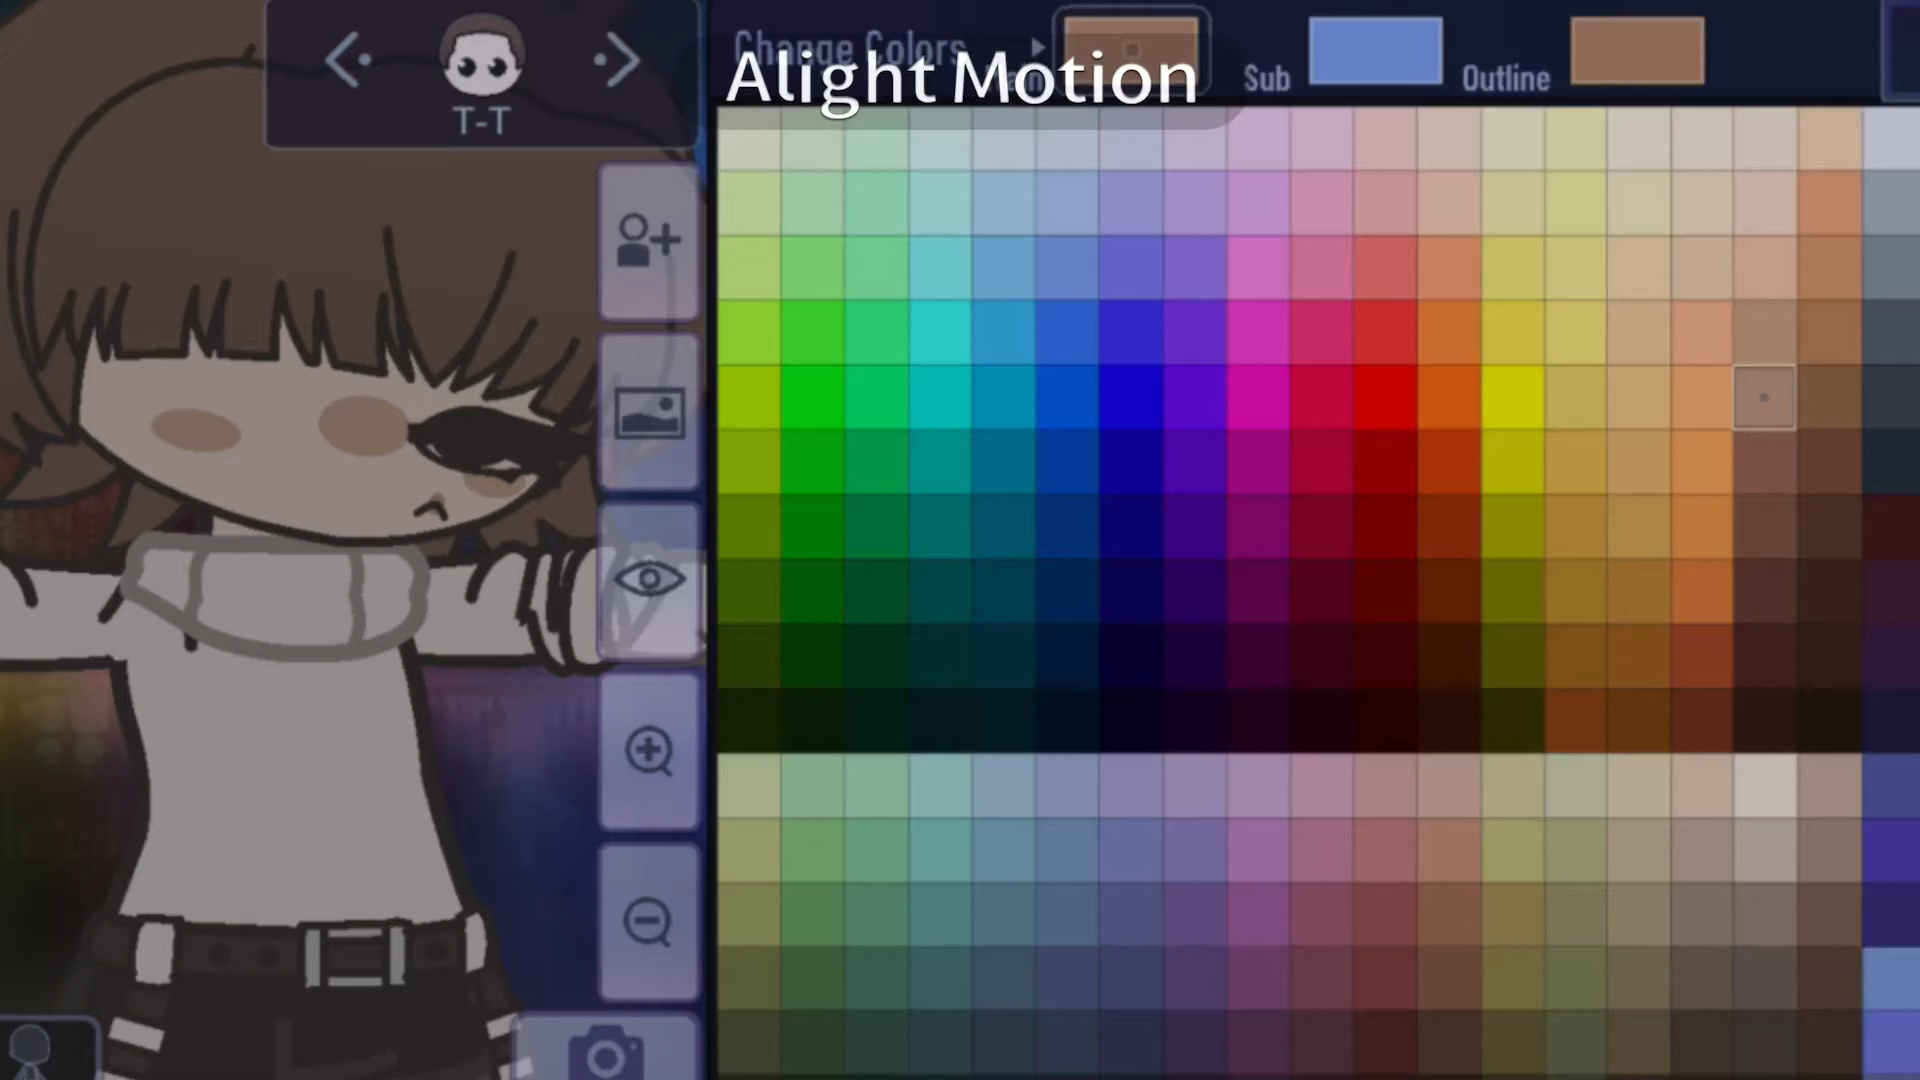 Change Colors
Alight Motion
Sub
Outline
T-T